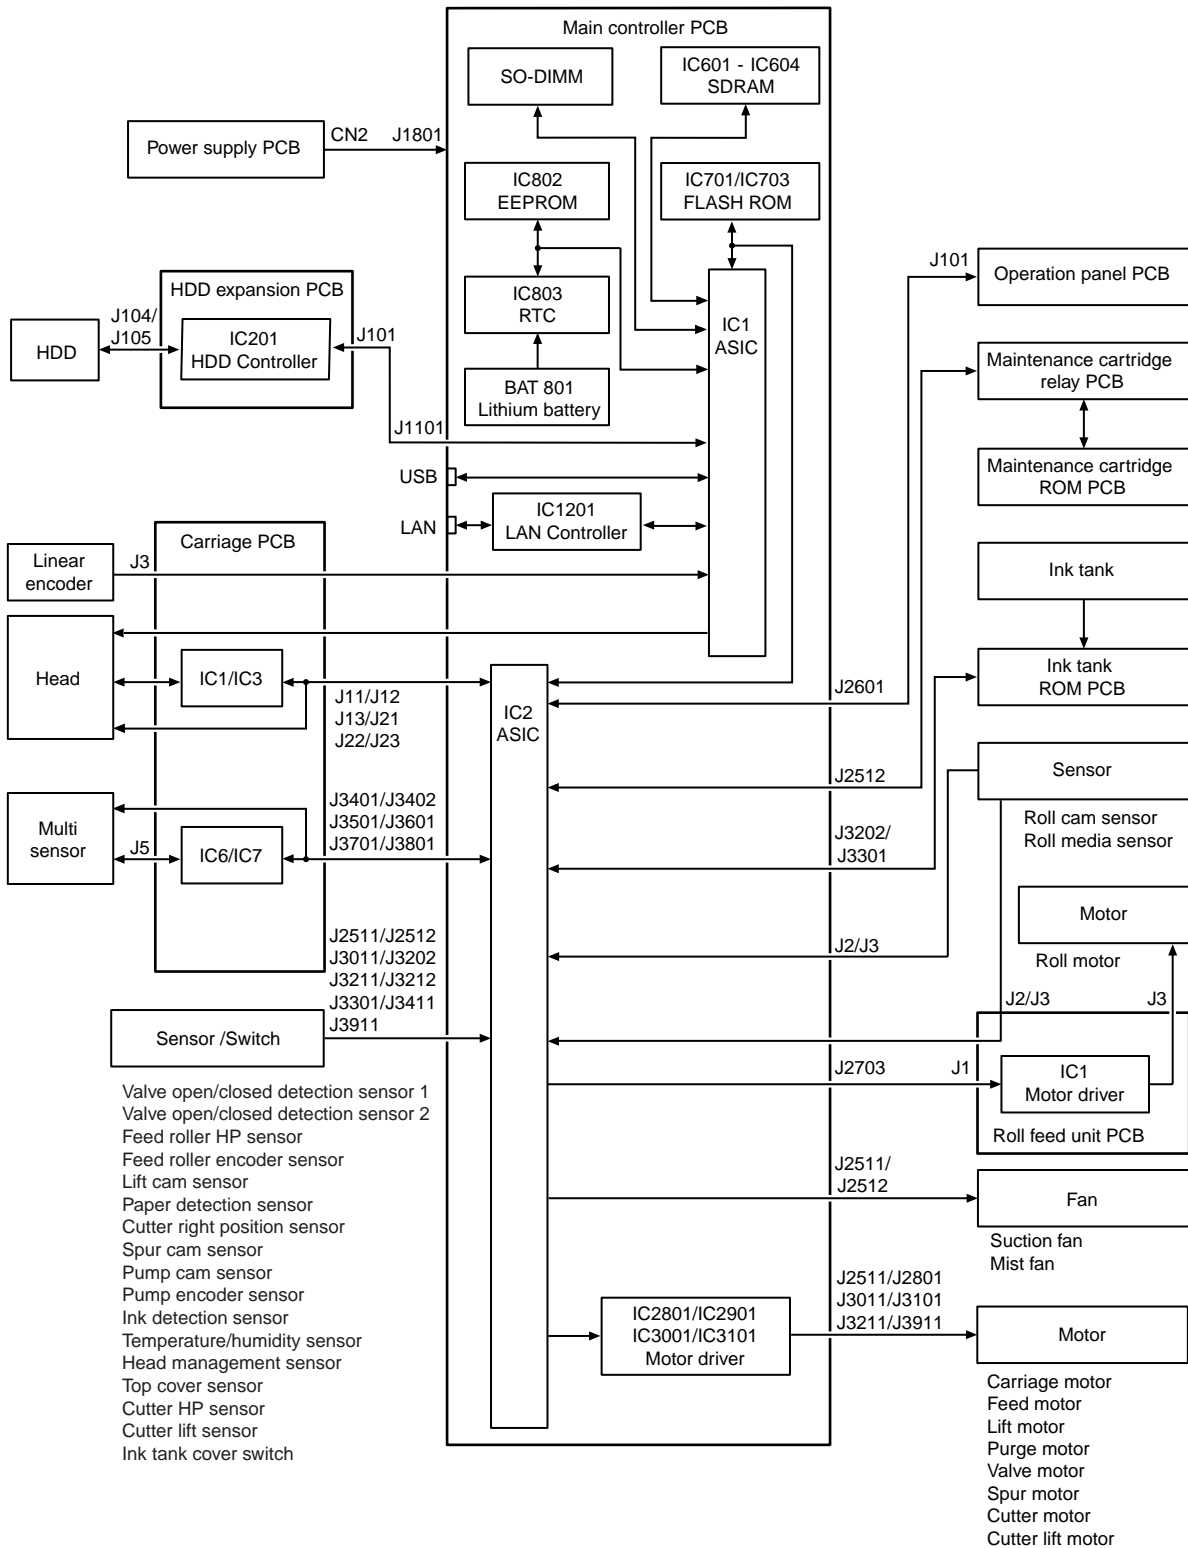 Main controller PCB
SO-DIMM
IC601 - IC604
SDRAM
Power supply PCB
CN2
J1801
IC802
EEPROM
IC701/IC703
FLASH ROM
HDD expansion PCB
J104/
J105
HDD
IC201
HDD Controller
J101
IC803
RTC
IC1
ASIC
J101
Operation panel PCB
BAT 801
Lithium battery
Maintenance cartridge
relay PCB
J1101
USB
Maintenance cartridge
ROM PCB
LAN
IC1201
LAN Controller
Carriage PCB
Linear
encoder
J3
Ink tank
Head
IC1/IC3
J11/J12
J13/J21
J22/J23
IC2
ASIC
J2601
Ink tank
ROM PCB
J2512
Sensor
Roll cam sensor
Roll media sensor
Multi
sensor
J5
IC6/IC7
J3401/J3402
J3501/J3601
J3701/J3801
J3202/
J3301
Motor
Roll motor
J2/J3
J2511/J2512
J3011/J3202
J3211/J3212
J3301/J3411
J3911
Sensor /Switch
J2/J3
J3
J2703
J1
IC1
Motor driver
Roll feed unit PCB
Valve open/closed detection sensor 1
Valve open/closed detection sensor 2
Feed roller HP sensor
Feed roller encoder sensor
Lift cam sensor
Paper detection sensor
Cutter right position sensor
Spur cam sensor
Pump cam sensor
Pump encoder sensor
Ink detection sensor
Temperature/humidity sensor
Head management sensor
Top cover sensor
Cutter HP sensor
Cutter lift sensor
Ink tank cover switch
J2511/
J2512
Fan
Suction fan
Mist fan
IC2801/IC2901
IC3001/IC3101
Motor driver
J2511/J2801
J3011/J3101
J3211/J3911
Motor
Carriage motor
Feed motor
Lift motor
Purge motor
Valve motor
Spur motor
Cutter motor
Cutter lift motor